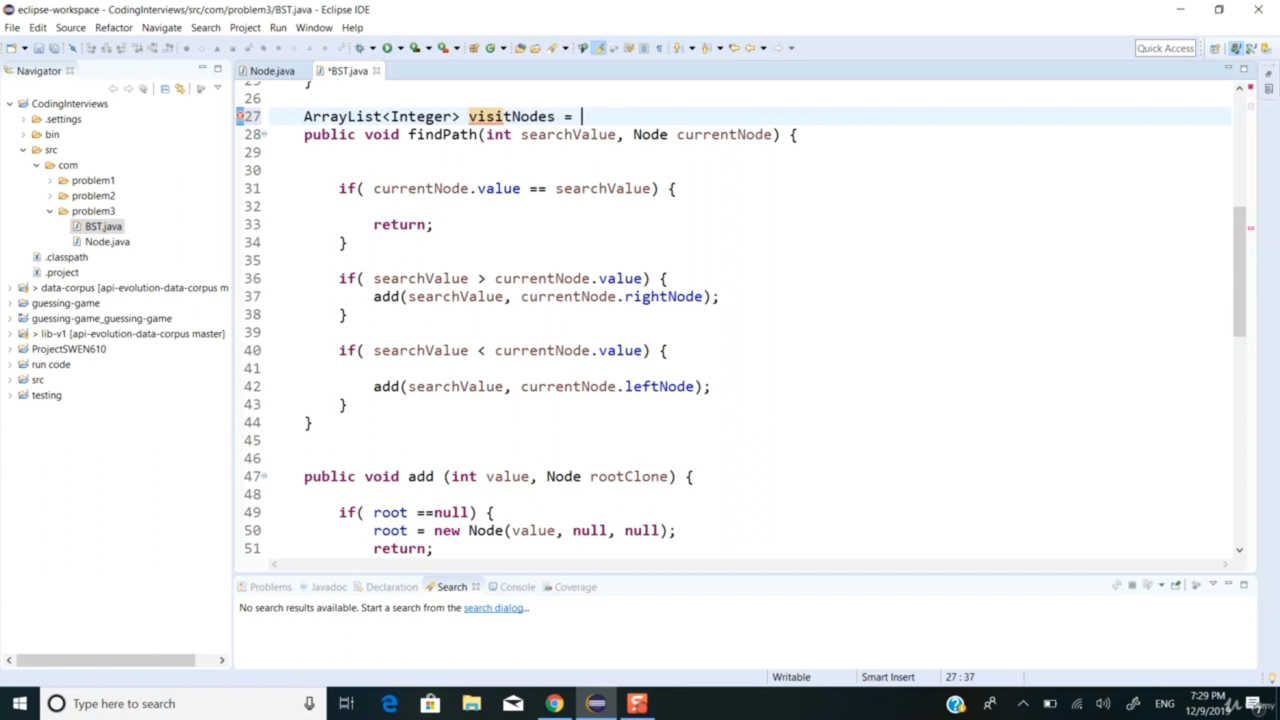 eclipse-workspace - CodingInterviews/src/com/problem3/BST.java - Eclipse IDE
File Edit Source Refactor Navigate Search Project Run Window Help
Quick Access
Navigator
Node.java
*BST.java
CodingInterviews
.settings
bin
src
com
problem1
problem2
problem3
BST.java
Node.java
.classpath
.project
> data-corpus [api-evolution-data-corpus m
guessing-game
guessing-game_guessing-game
> lib-v1 [api-evolution-data-corpus master]
ProjectSWEN610
run code
src
testing
25 }
26
27 ArrayList<Integer> visitNodes =
28 public void findPath(int searchValue, Node currentNode) {
29
30
31 if( currentNode.value == searchValue) {
32
33 return;
34 }
35
36 if( searchValue > currentNode.value) {
37 add(searchValue, currentNode.rightNode);
38 }
39
40 if( searchValue < currentNode.value) {
41
42 add(searchValue, currentNode.leftNode);
43 }
44 }
45
46
47 public void add (int value, Node rootClone) {
48
49 if( root ==null) {
50 root = new Node(value, null, null);
51 return;
Problems Javadoc Declaration Search Console Coverage
No search results available. Start a search from the search dialog...
Writable Smart Insert 27 : 37
Type here to search
ENG
7:29 PM
12/9/2019